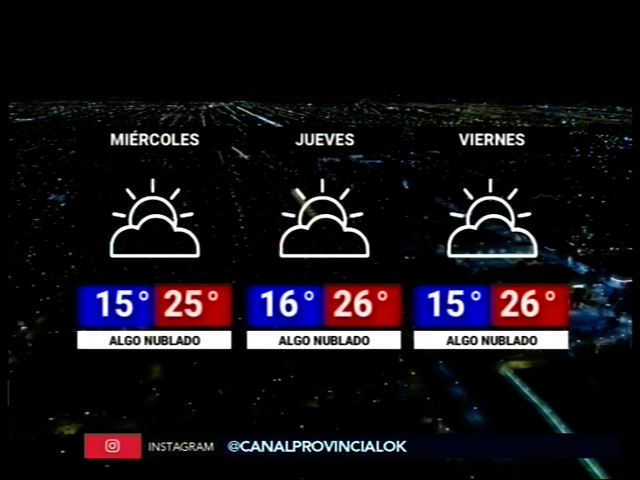 MIÉRCOLES JUEVES VIERNES
15° 25° 16° 26° 15° 26°
ALGO NUBLADO ALGO NUBLADO ALGO NUBLADO
INSTAGRAM @CANALPROVINCIALOK